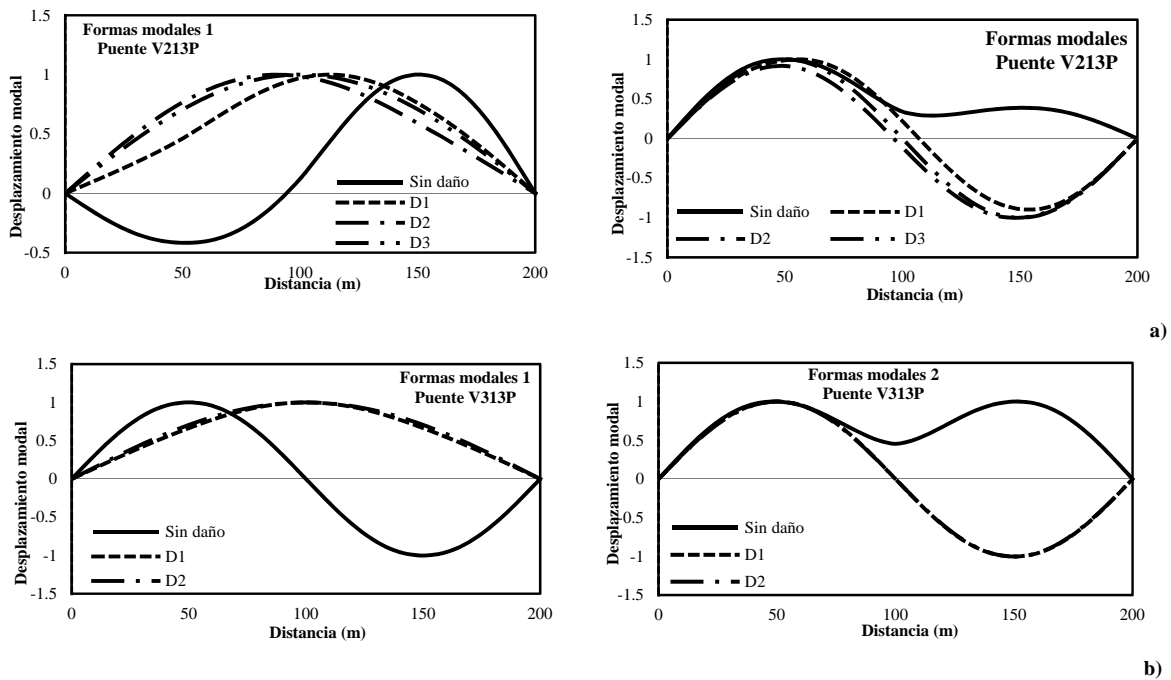 Formas modales 1
Puente V213P
Desplazamiento modal
1.5
1
0.5
0
-0.5
Sin daño
D1
D2
D3
0 50 100 150 200
Distancia (m)
Formas modales
Puente V213P
Desplazamiento modal
1.5
1
0.5
0
-0.5
-1
-1.5
Sin daño D1
D2 D3
0 50 100 150 200
Distancia (m)
a)
Formas modales 1
Puente V313P
Desplazamiento modal
1.5
1
0.5
0
-0.5
-1
-1.5
Sin daño
D1
D2
0 50 100 150 200
Distancia (m)
Formas modales 2
Puente V313P
Desplazamiento modal
1.5
1
0.5
0
-0.5
-1
-1.5
Sin daño
D1
D2
0 50 100 150 200
Distancia (m)
b)